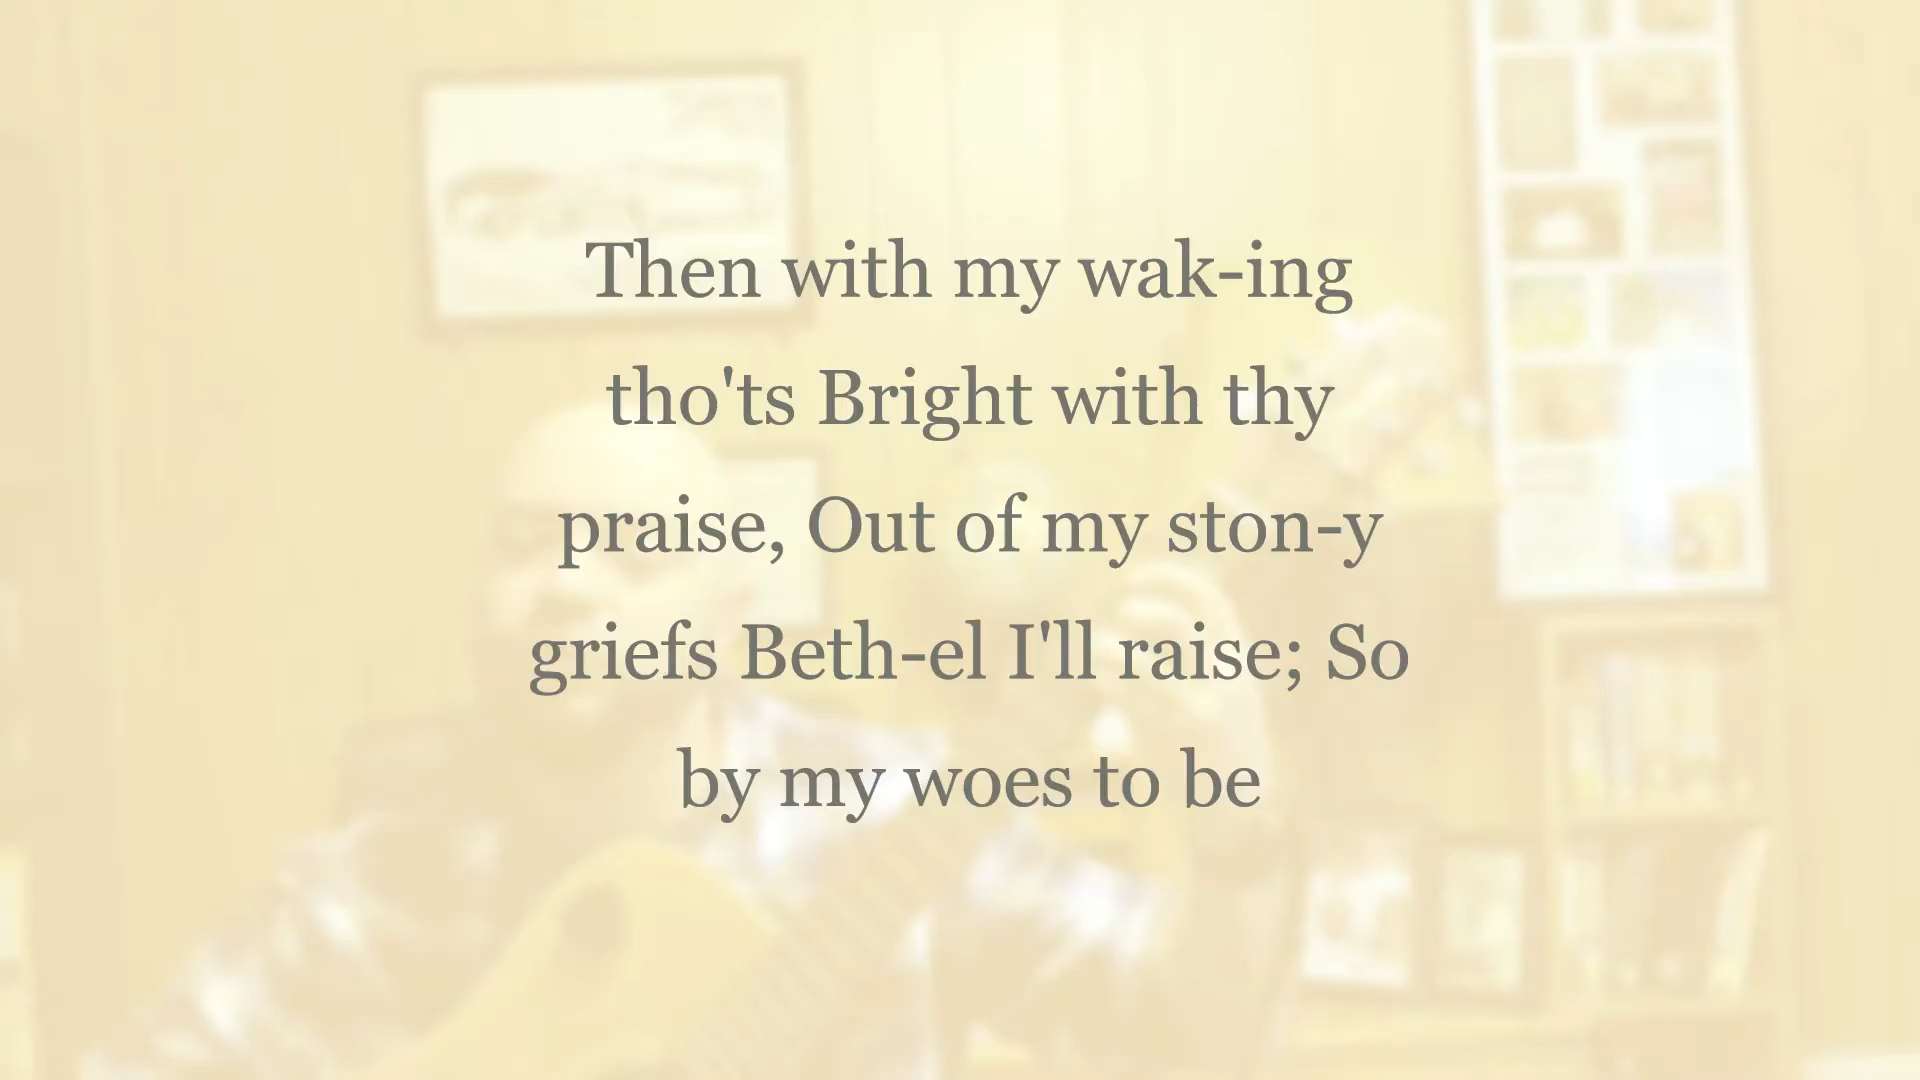 Then with my wak-ing
tho'ts Bright with thy
praise, Out of my ston-y
griefs Beth-el I'll raise; So
by my woes to be